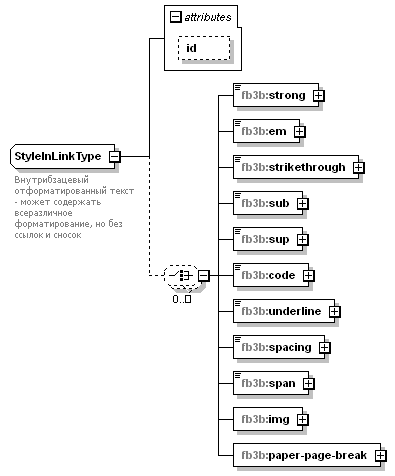 attributes
id
StyleInLinkType
Внутрибзацевый
отформатированный текст
- может содержать
всеразличное
форматирование, но без
ссылок и сносок
fb3b:strong
fb3b:em
fb3b:strikethrough
fb3b:sub
fb3b:sup
fb3b:code
0..∞
fb3b:underline
fb3b:spacing
fb3b:span
fb3b:img
fb3b:paper-page-break